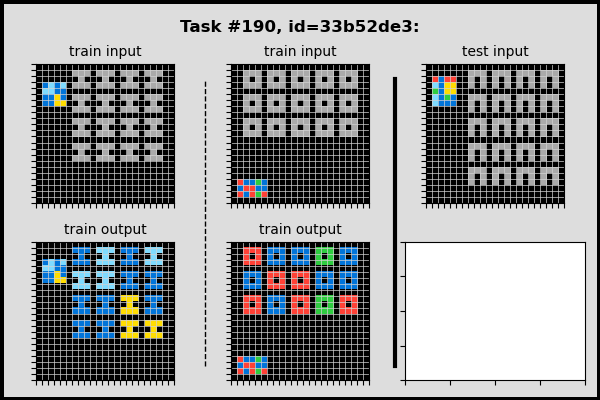 Task #190, id=33b52de3:
train input
train input
test input
train output
train output